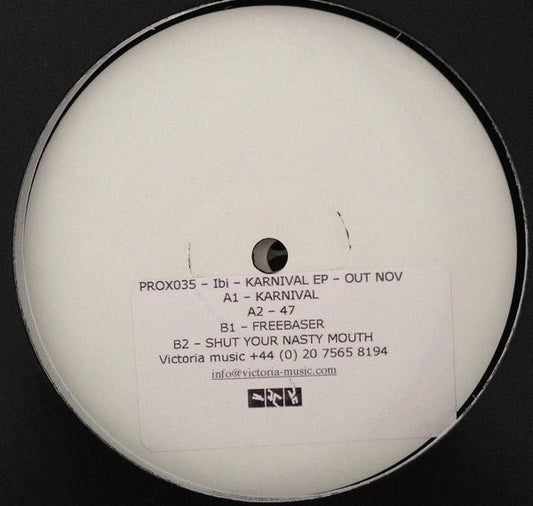 PROX035 – Ibi – KARNIVAL EP – OUT NOV
A1 – KARNIVAL
A2 – 47
B1 – FREEBASER
B2 – SHUT YOUR NASTY MOUTH
Victoria music +44 (0) 20 7565 8194
info@victoria-music.com